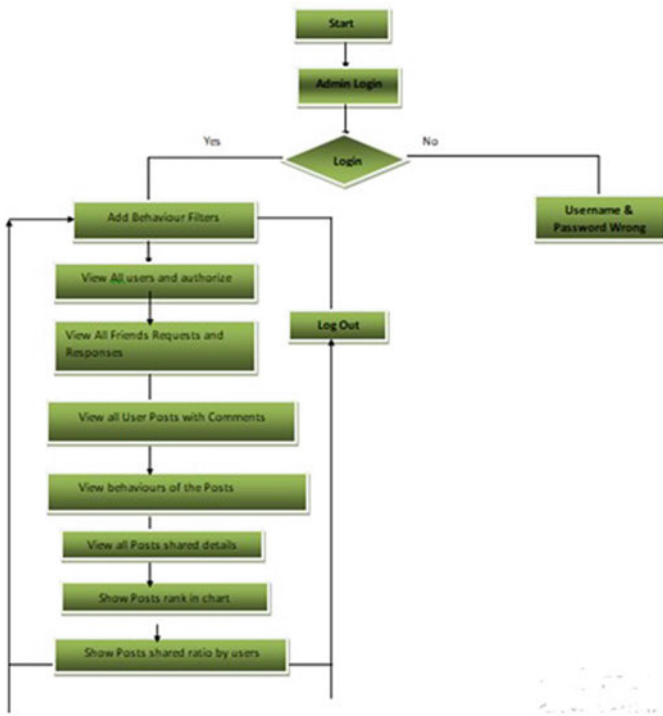 Start
Admin Login
Yes
No
Login
Add Behaviour Filters
Username &
Password Wrong
View All users and authorize
Log Out
View All Friends Requests and
Responses
View all User Posts with Comments
View behaviours of the Posts
View all Posts shared details
Show Posts rank in chart
Show Posts shared ratio by users